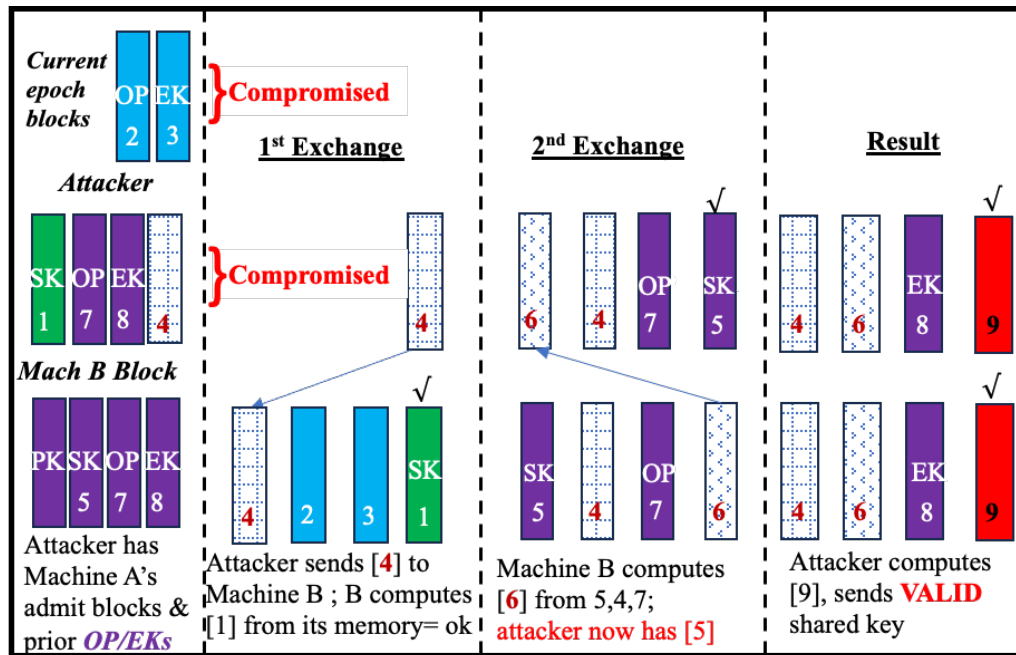 Current
epoch
blocks
OP EK
2 3
} Compromised
1st Exchange
2nd Exchange
Result
Attacker
SK OP EK
1 7 8 4
} Compromised
4
√
6 4 OP 7 SK 5
√
4 6 EK 8 9
Mach B Block
PK SK OP EK
5 7 8
√
4 2 3 SK 1
SK 5 4 OP 7 6
√
4 6 EK 8 9
Attacker has
Machine A's
admit blocks &
prior OP/EKs
Attacker sends [4] to
Machine B ; B computes
[1] from its memory= ok
Machine B computes
[6] from 5,4,7;
attacker now has [5]
Attacker computes
[9], sends VALID
shared key